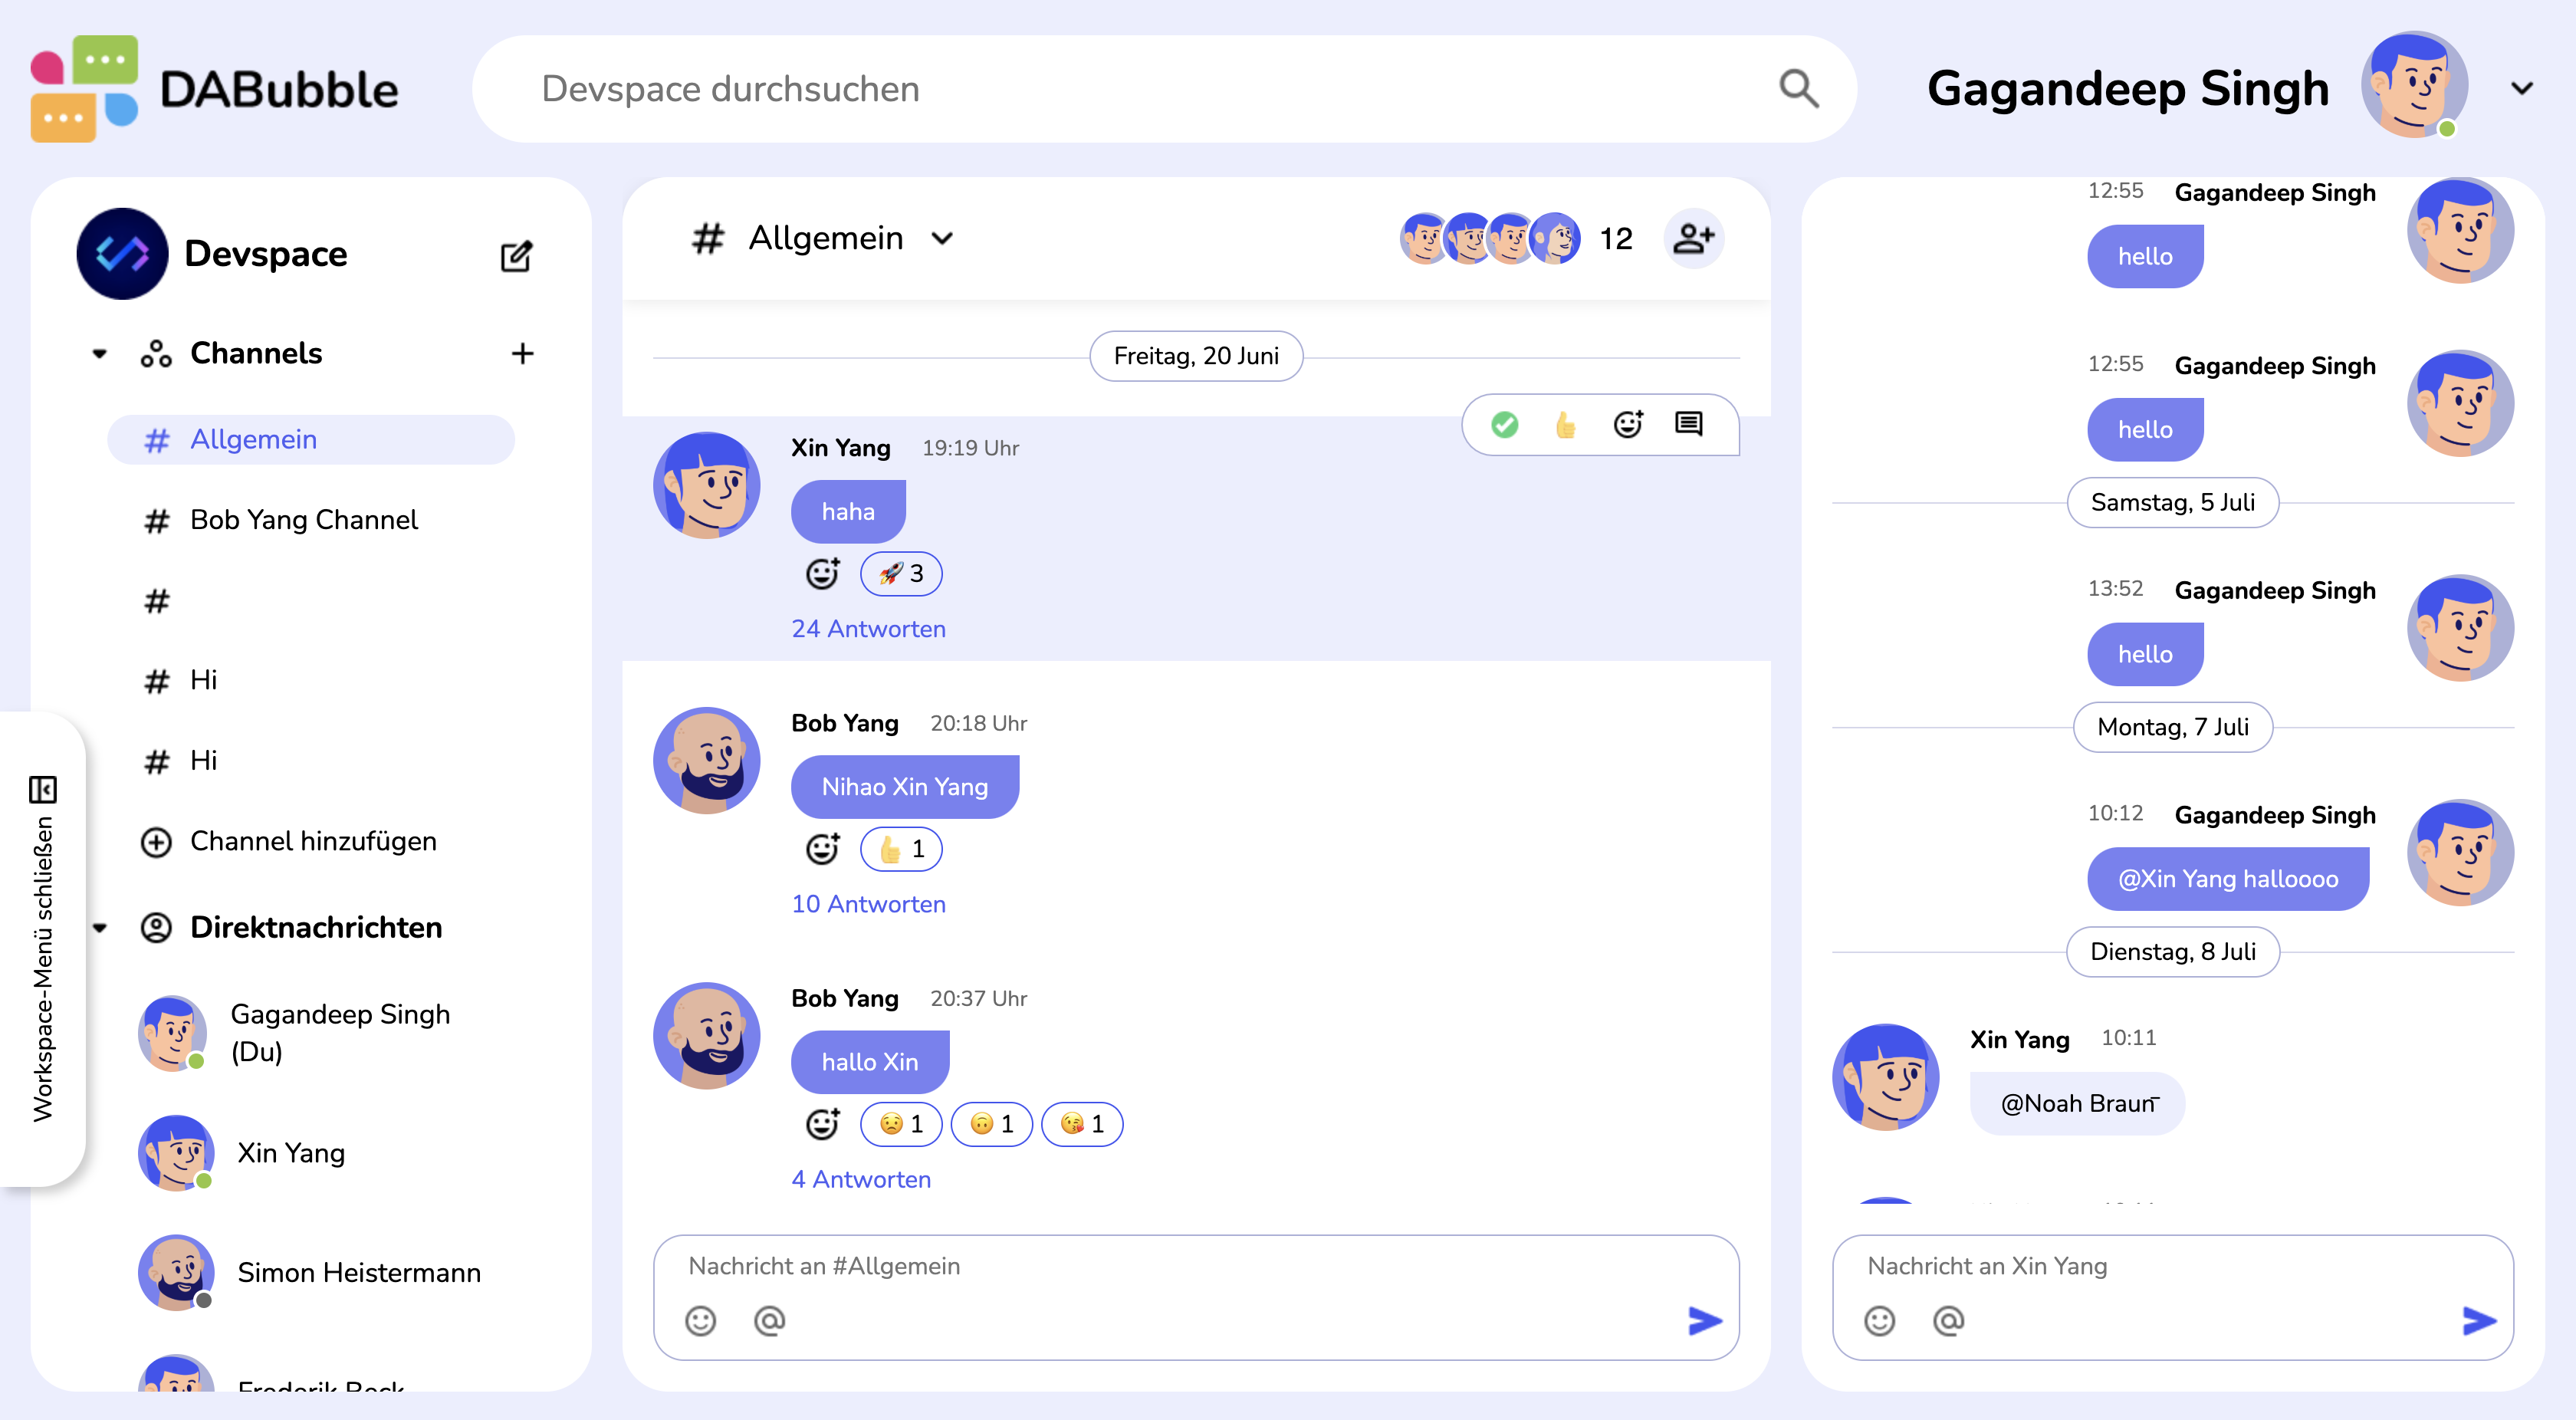 DABubble
Devspace durchsuchen
Gagandeep Singh
Devspace
Channels
# Allgemein
# Bob Yang Channel
#
# Hi
# Hi
Channel hinzufügen
Direktnachrichten
Gagandeep Singh
(Du)
Xin Yang
Simon Heistermann
Frederik Beck
Workspace-Menü schließen
# Allgemein
12
Freitag, 20 Juni
Xin Yang 19:19 Uhr
haha
🚀 3
24 Antworten
Bob Yang 20:18 Uhr
Nihao Xin Yang
👍 1
10 Antworten
Bob Yang 20:37 Uhr
hallo Xin
😟 1 🙃 1 😘 1
4 Antworten
Nachricht an #Allgemein
12:55 Gagandeep Singh
hello
12:55 Gagandeep Singh
hello
Samstag, 5 Juli
13:52 Gagandeep Singh
hello
Montag, 7 Juli
10:12 Gagandeep Singh
@Xin Yang halloooo
Dienstag, 8 Juli
Xin Yang 10:11
@Noah Braun
Nachricht an Xin Yang